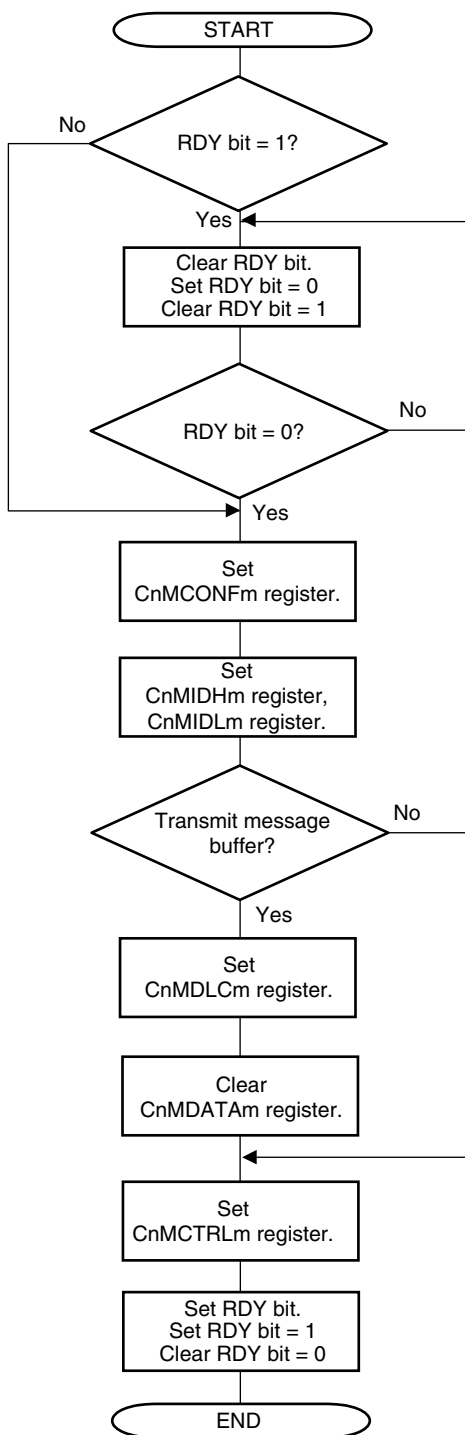 START
No
RDY bit = 1?
Yes
Clear RDY bit.
Set RDY bit = 0
Clear RDY bit = 1
No
RDY bit = 0?
Yes
Set
CnMCONFm register.
Set
CnMIDHm register,
CnMIDLm register.
No
Transmit message
buffer?
Yes
Set
CnMDLCm register.
Clear
CnMDATAm register.
Set
CnMCTRLm register.
Set RDY bit.
Set RDY bit = 1
Clear RDY bit = 0
END